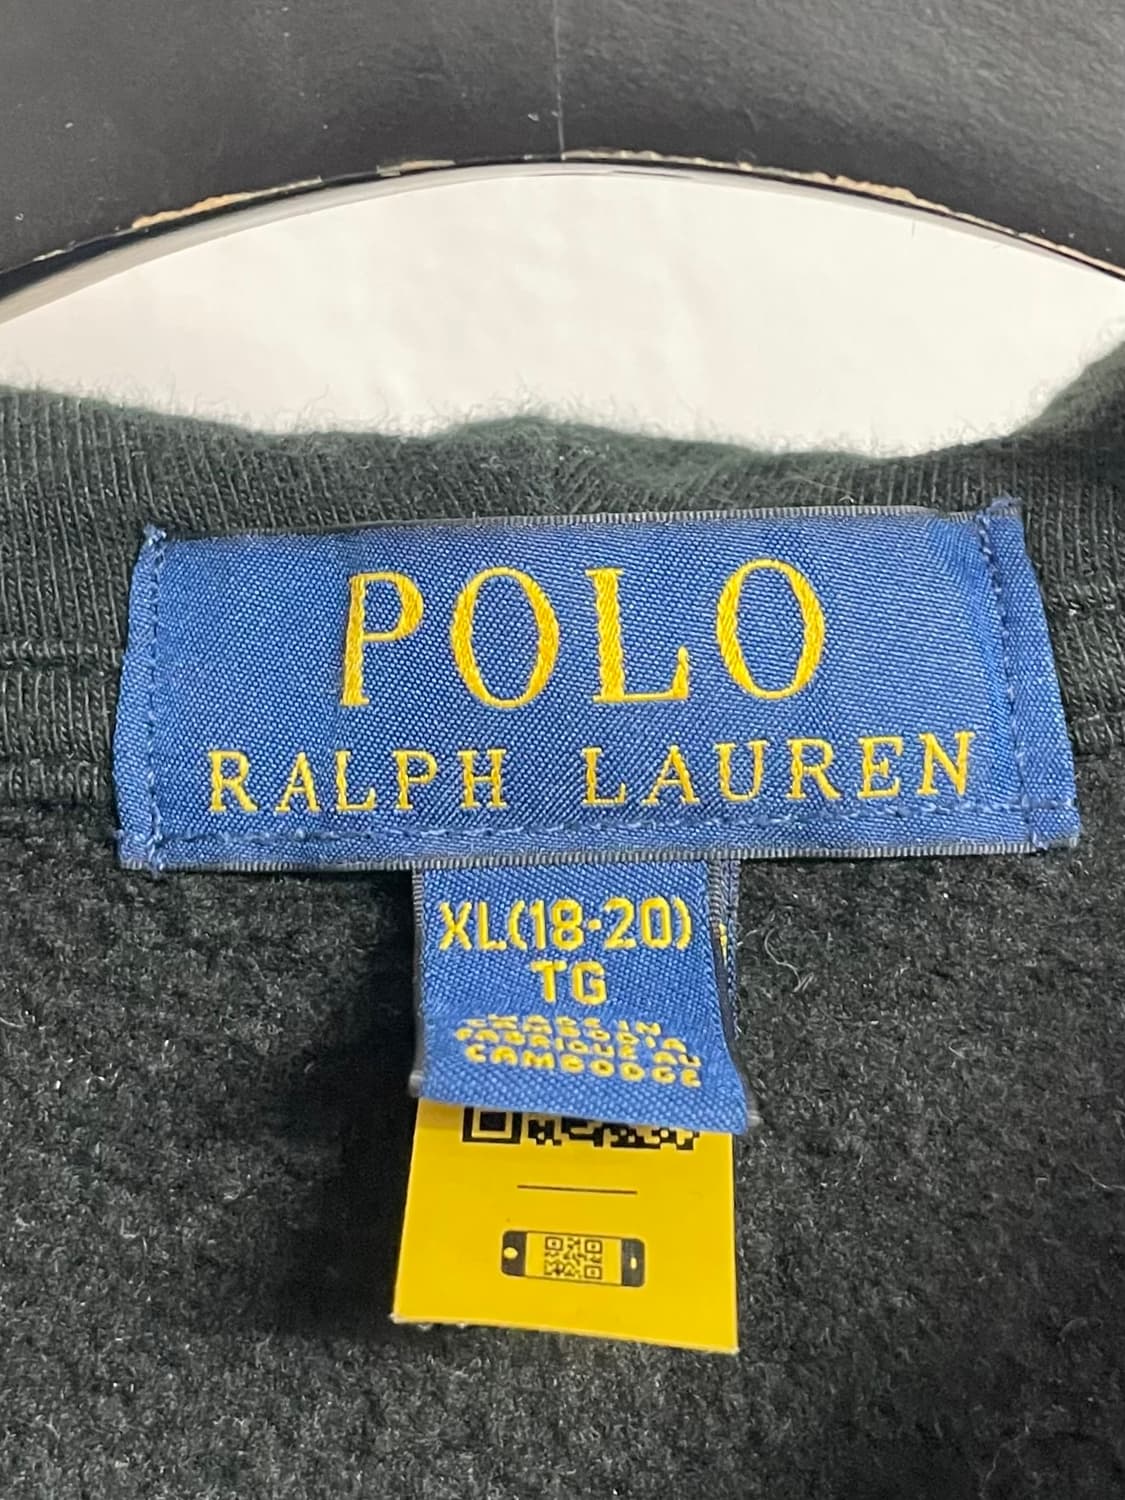 POLO
RALPH LAUREN
XL(18-20)
TG
MADE IN
CAMBODIA
FABRIQUE AU
CAMBODGE